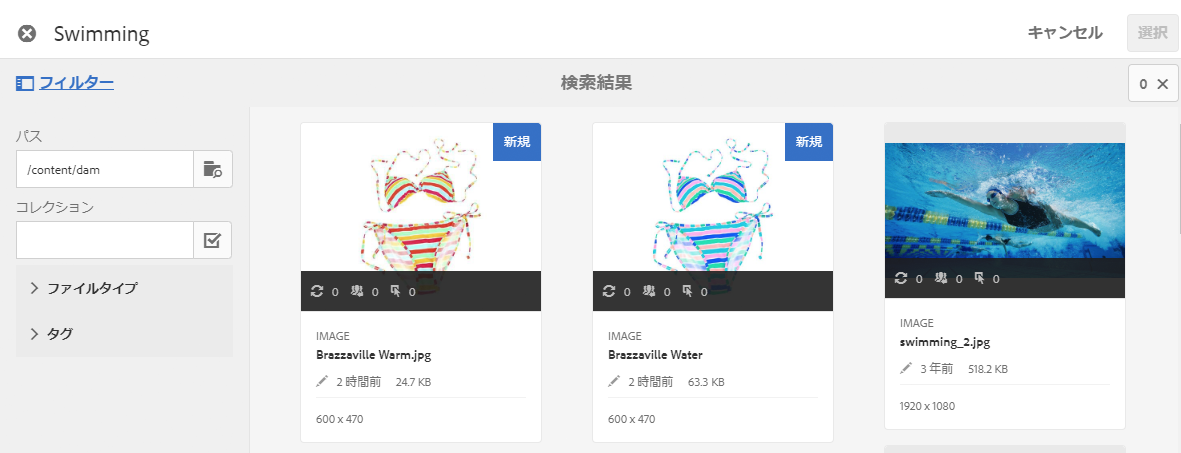 Swimming
キャンセル
選択
フィルター
検索結果
0
パス
/content/dam
コレクション
ファイルタイプ
タグ
新規
0 0 0
IMAGE
Brazzaville Warm.jpg
2 時間前 24.7 KB
600 x 470
新規
0 0 0
IMAGE
Brazzaville Water
2 時間前 63.3 KB
600 x 470
0 0 0
IMAGE
swimming_2.jpg
3 年前 518.2 KB
1920 x 1080